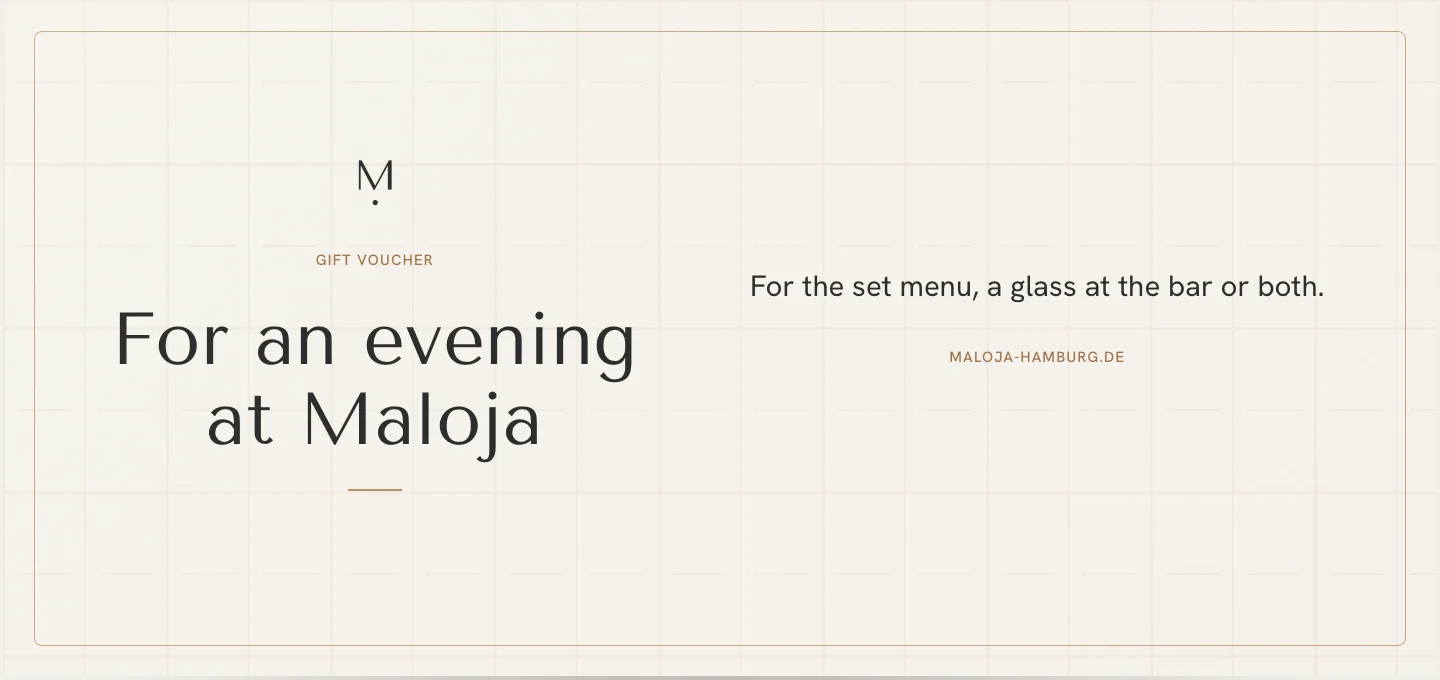 M
GIFT VOUCHER
For an evening
at Maloja
For the set menu, a glass at the bar or both.
MALOJA-HAMBURG.DE